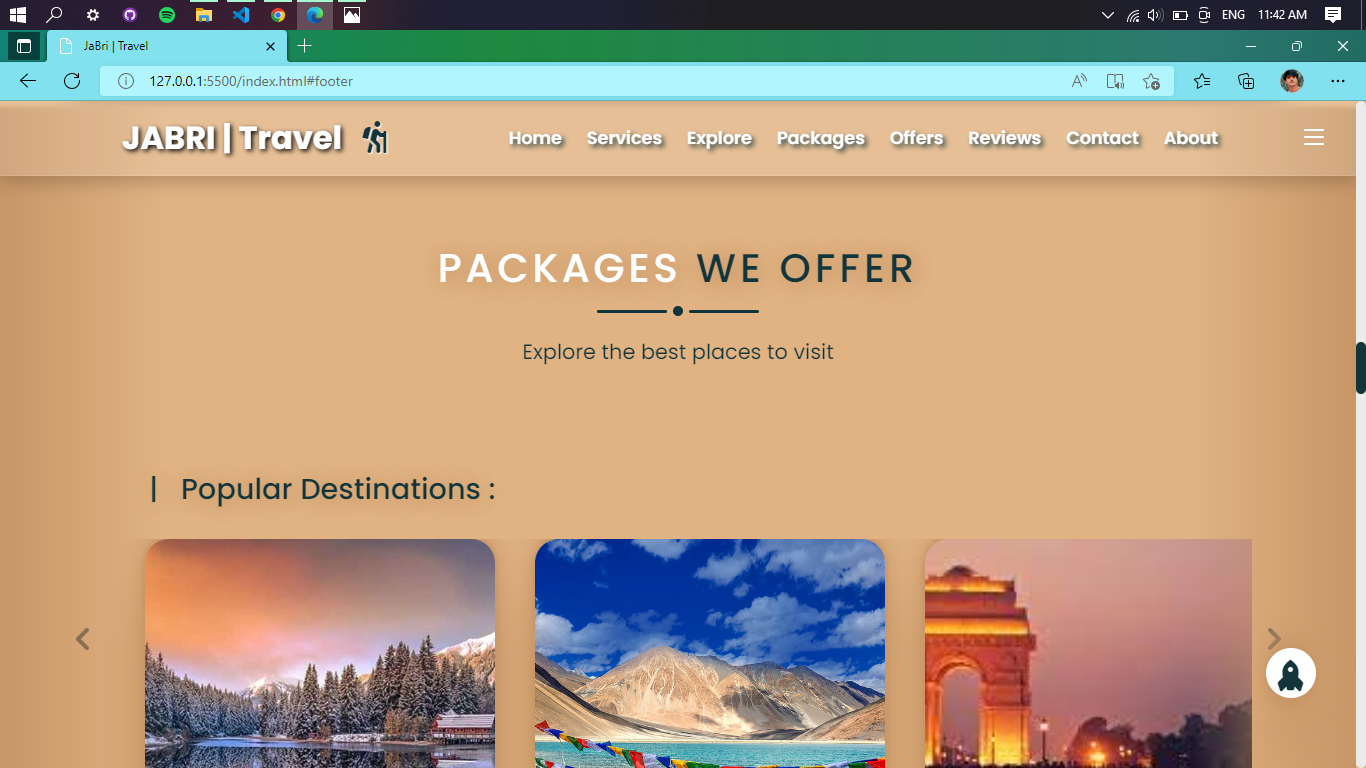 ENG 11:42 AM
JaBri | Travel
127.0.0.1:5500/index.html#footer
JABRI | Travel Home Services Explore Packages Offers Reviews Contact About
PACKAGES WE OFFER
Explore the best places to visit
| Popular Destinations :